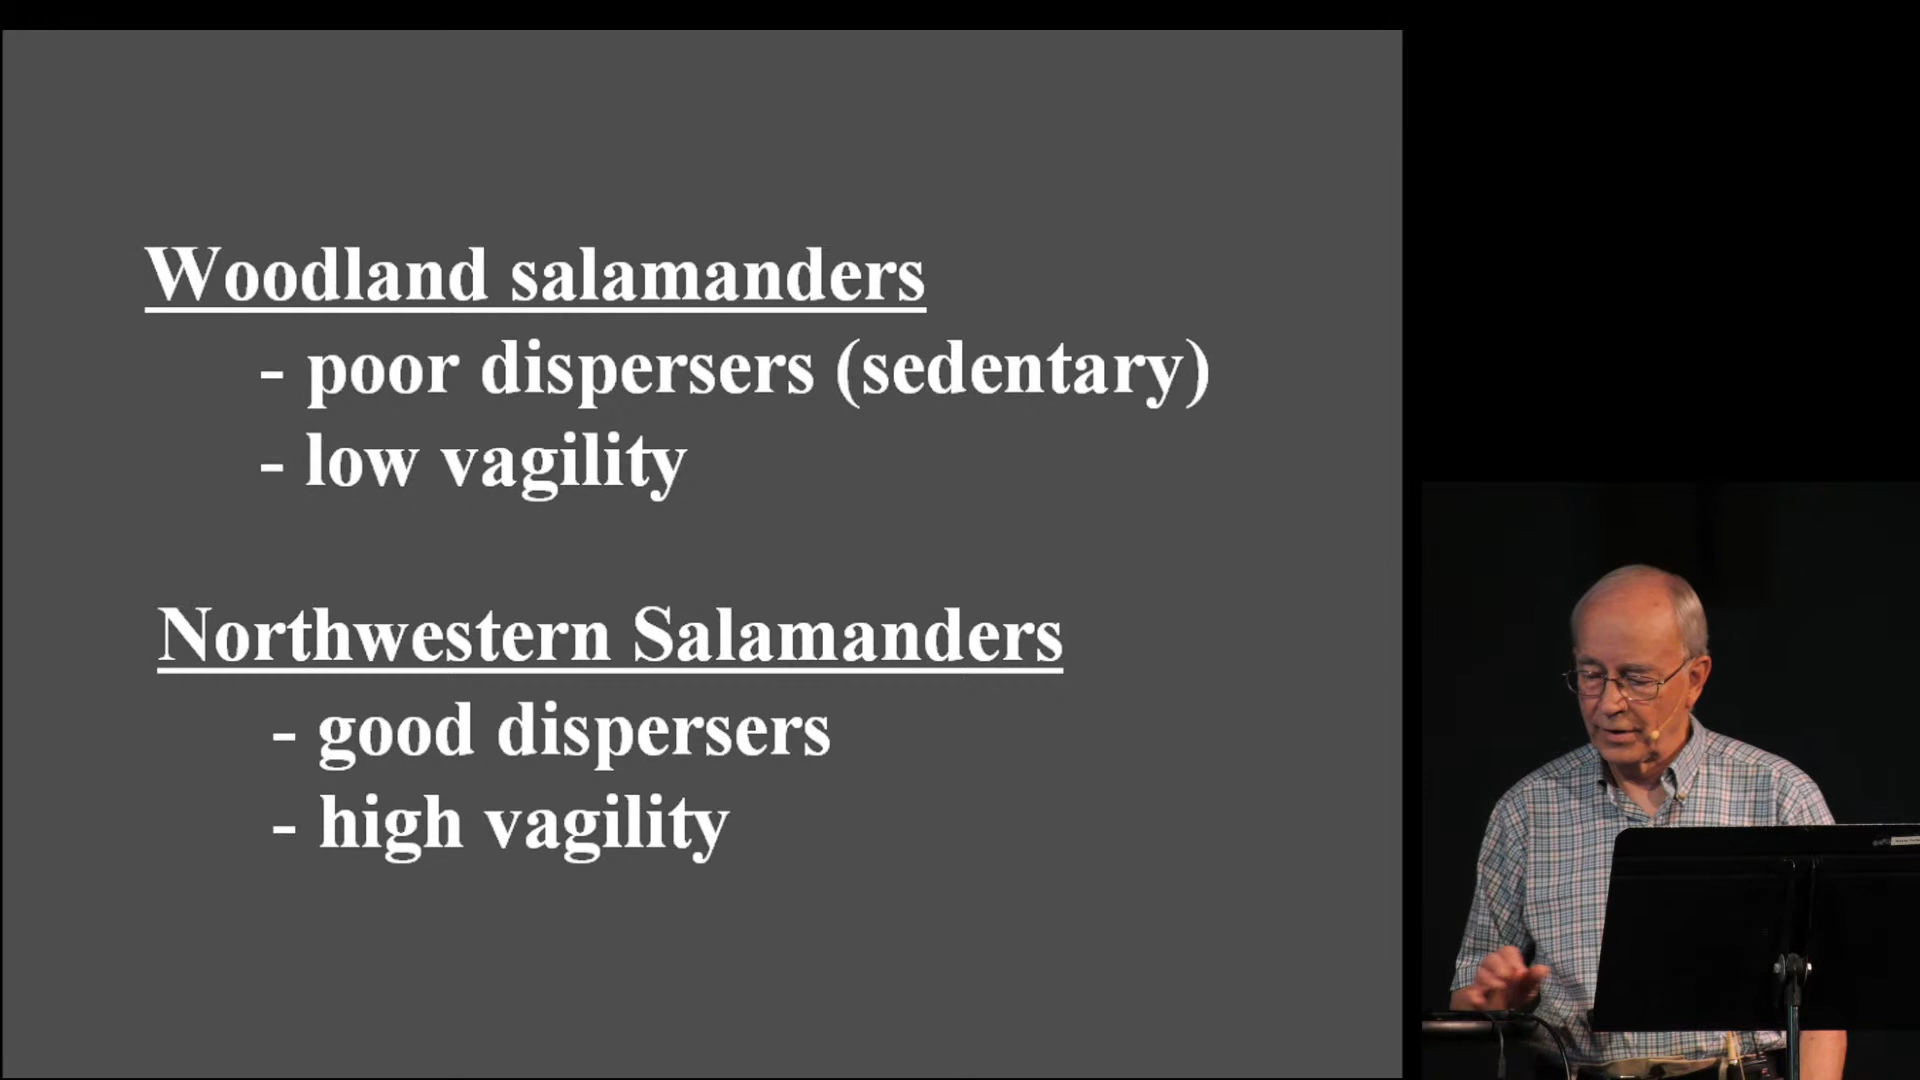 Woodland salamanders
- poor dispersers (sedentary)
- low vagility
Northwestern Salamanders
- good dispersers
- high vagility